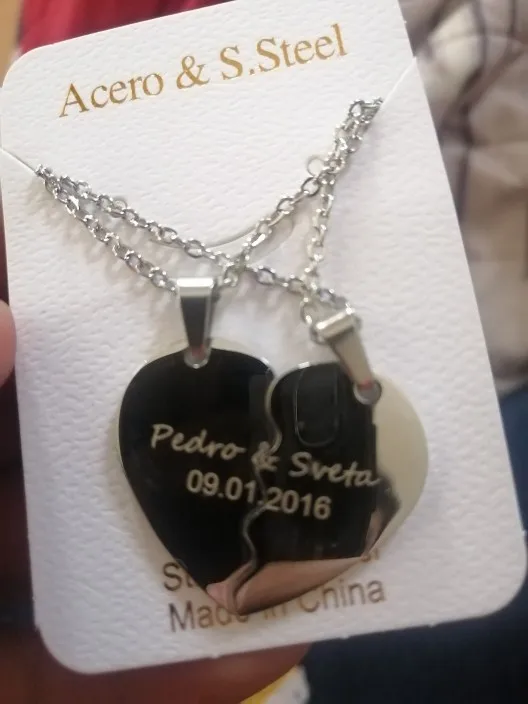 Acero & S.Steel
Pedro & Sveta
09.01.2016
Made in China